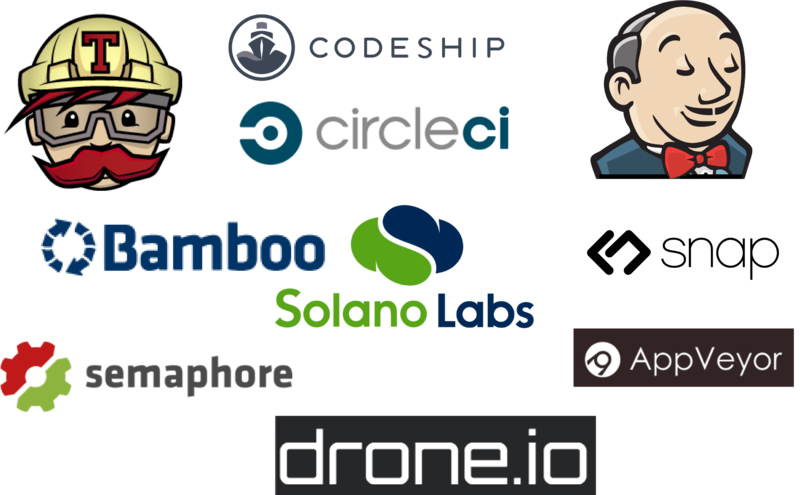 T
CODESHIP
circleci
Bamboo
Solano Labs
snap
semaphore
AppVeyor
drone.io